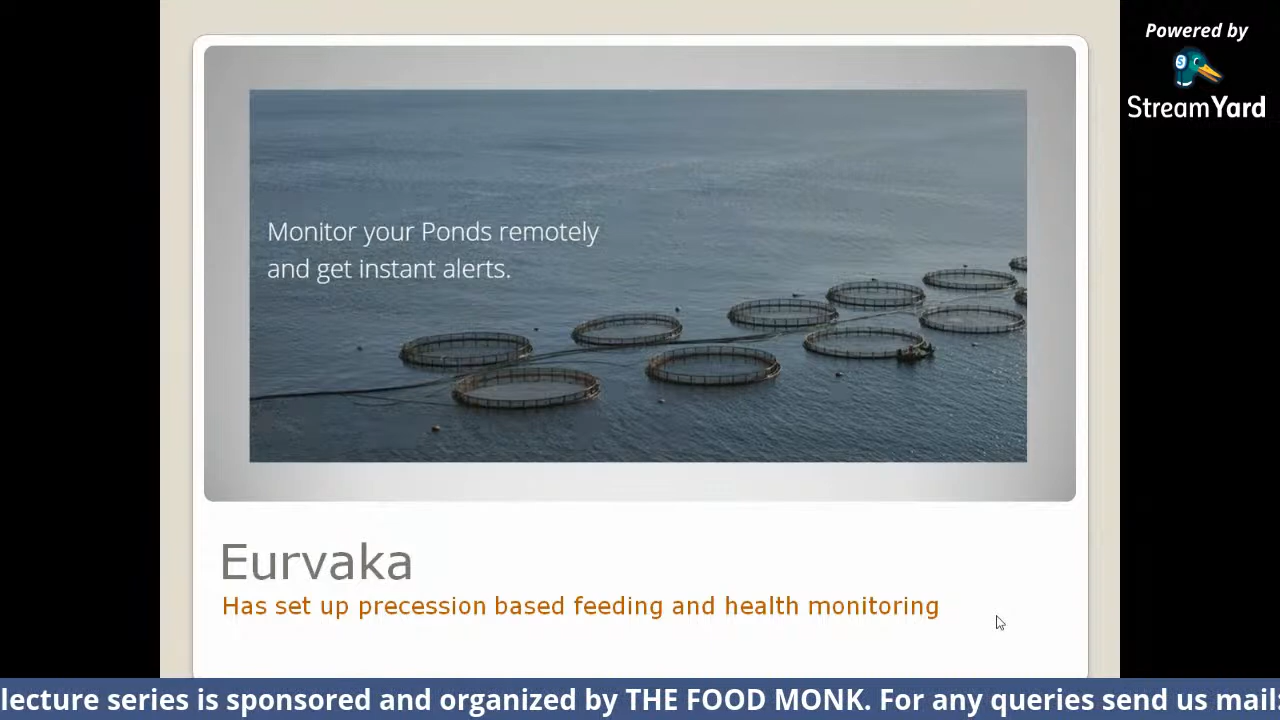 Powered by
StreamYard
Monitor your Ponds remotely
and get instant alerts.
Eurvaka
Has set up precession based feeding and health monitoring
lecture series is sponsored and organized by THE FOOD MONK. For any queries send us mail